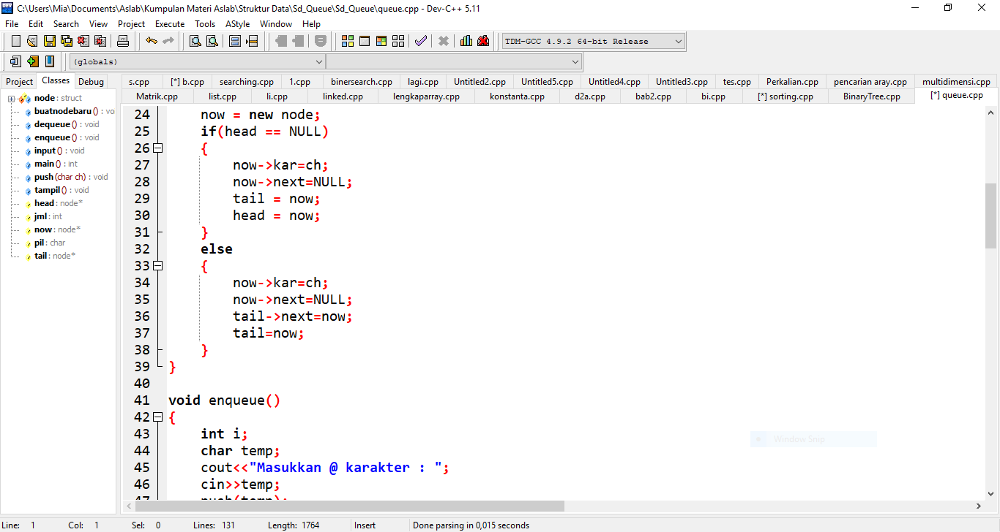 C:\Users\Mia\Documents\Aslab\Kumpulan Materi Aslab\Struktur Data\Sd_Queue\Sd_Queue\queue.cpp - Dev-C++ 5.11
File Edit Search View Project Execute Tools AStyle Window Help
TDM-GCC 4.9.2 64-bit Release
(globals)
Project Classes Debug
s.cpp [*] b.cpp searching.cpp 1.cpp binersearch.cpp lagi.cpp Untitled2.cpp Untitled5.cpp Untitled4.cpp Untitled3.cpp tes.cpp Perkalian.cpp pencarian aray.cpp multidimensi.cpp
Matrik.cpp list.cpp li.cpp linked.cpp lengkaparray.cpp konstanta.cpp d2a.cpp bab2.cpp bi.cpp [*] sorting.cpp BinaryTree.cpp [*] queue.cpp
node : struct
buatnodebaru () : vo
dequeue () : void
enqueue () : void
input () : void
main () : int
push (char ch) : void
tampil () : void
head : node*
jml : int
now : node*
pil : char
tail : node*
24 now = new node;
25 if(head == NULL)
26 {
27 now->kar=ch;
28 now->next=NULL;
29 tail = now;
30 head = now;
31 }
32 else
33 {
34 now->kar=ch;
35 now->next=NULL;
36 tail->next=now;
37 tail=now;
38 }
39 }
40
41 void enqueue()
42 {
43 int i;
44 char temp;
45 cout<<"Masukkan @ karakter : ";
46 cin>>temp;
47 push(temp);
Window Snip
Line: 1 Col: 1 Sel: 0 Lines: 131 Length: 1764 Insert Done parsing in 0,015 seconds